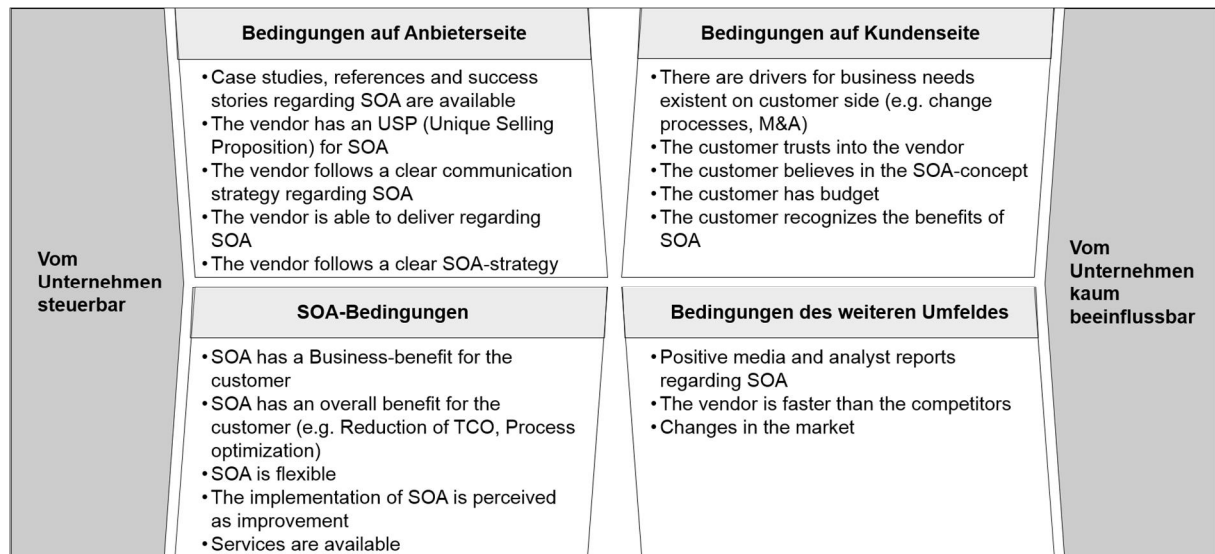 Vom
Unternehmen
steuerbar
Bedingungen auf Anbieterseite
• Case studies, references and success
stories regarding SOA are available
• The vendor has an USP (Unique Selling
Proposition) for SOA
• The vendor follows a clear communication
strategy regarding SOA
• The vendor is able to deliver regarding
SOA
• The vendor follows a clear SOA-strategy
Bedingungen auf Kundenseite
• There are drivers for business needs
existent on customer side (e.g. change
processes, M&A)
• The customer trusts into the vendor
• The customer believes in the SOA-concept
• The customer has budget
• The customer recognizes the benefits of
SOA
SOA-Bedingungen
• SOA has a Business-benefit for the
customer
• SOA has an overall benefit for the
customer (e.g. Reduction of TCO, Process
optimization)
• SOA is flexible
• The implementation of SOA is perceived
as improvement
• Services are available
Bedingungen des weiteren Umfeldes
• Positive media and analyst reports
regarding SOA
• The vendor is faster than the competitors
• Changes in the market
Vom
Unternehmen
kaum
beeinflussbar